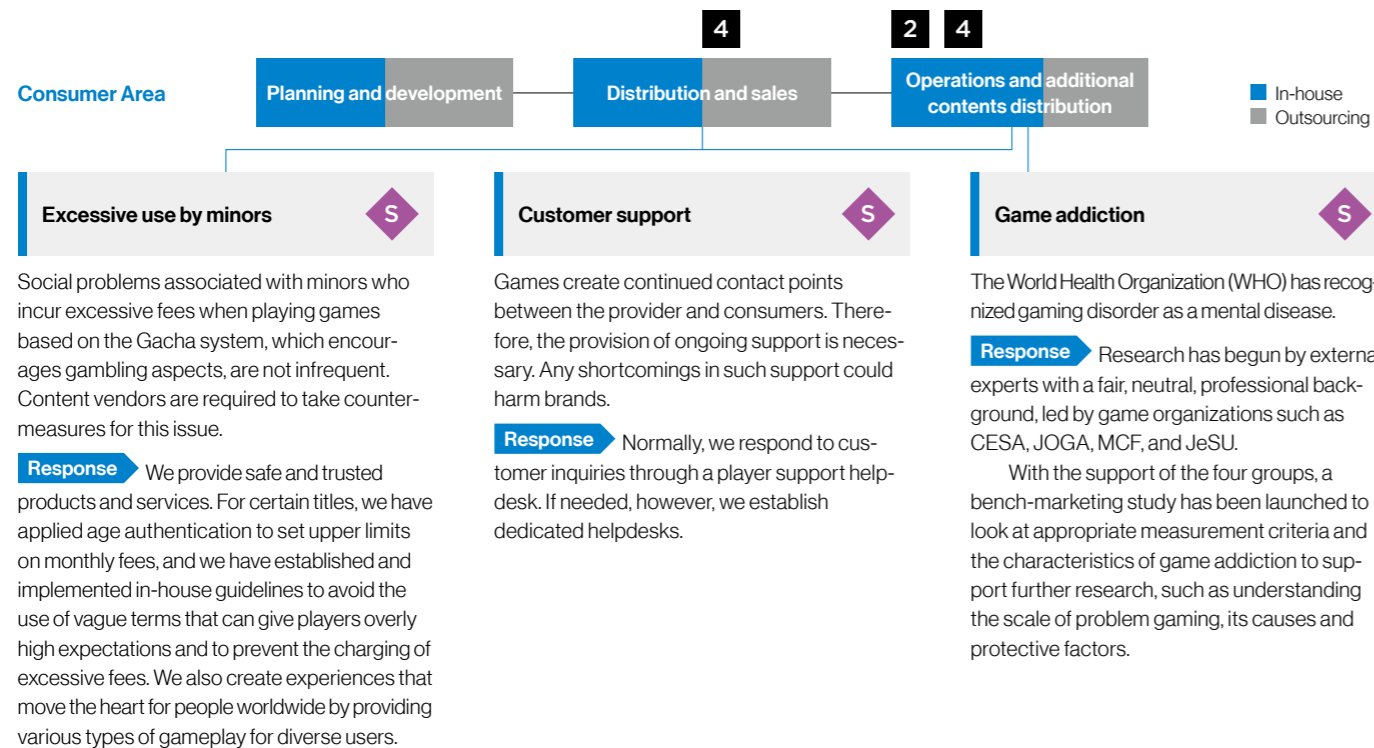 4
2 4
Consumer Area
Planning and development
Distribution and sales
Operations and additional
contents distribution
In-house
Outsourcing
Excessive use by minors
S
Social problems associated with minors who
incur excessive fees when playing games
based on the Gacha system, which encour-
ages gambling aspects, are not infrequent.
Content vendors are required to take counter-
measures for this issue.
Response We provide safe and trusted
products and services. For certain titles, we have
applied age authentication to set upper limits
on monthly fees, and we have established and
implemented in-house guidelines to avoid the
use of vague terms that can give players overly
high expectations and to prevent the charging of
excessive fees. We also create experiences that
move the heart for people worldwide by providing
various types of gameplay for diverse users.
Customer support
S
Games create continued contact points
between the provider and consumers. There-
fore, the provision of ongoing support is neces-
sary. Any shortcomings in such support could
harm brands.
Response Normally, we respond to cus-
tomer inquiries through a player support help-
desk. If needed, however, we establish
dedicated helpdesks.
Game addiction
S
The World Health Organization (WHO) has recog-
nized gaming disorder as a mental disease.
Response Research has begun by externa
experts with a fair, neutral, professional back-
ground, led by game organizations such as
CESA, JOGA, MCF, and JeSU.
With the support of the four groups, a
bench-marketing study has been launched to
look at appropriate measurement criteria and
the characteristics of game addiction to sup-
port further research, such as understanding
the scale of problem gaming, its causes and
protective factors.